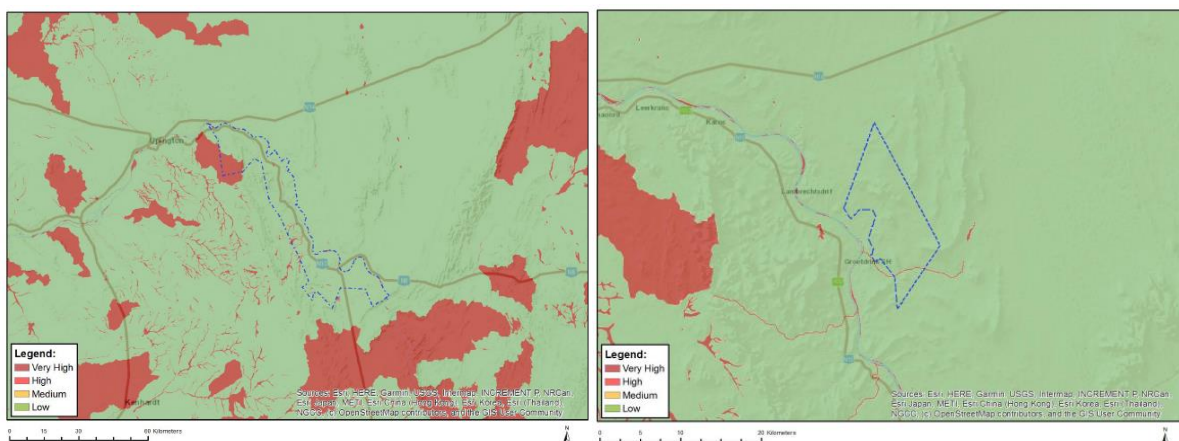 Upington
Kenhardt
Legend:
Very High
High
Medium
Low
Sources: Esri, HERE, Garmin, USGS, Intermap, INCREMENT P, NRCan,
Esri Japan, METI, Esri China (Hong Kong), Esri Korea, Esri (Thailand),
NGCC, (c) OpenStreetMap contributors, and the GIS User Community
0 15 30 60 Kilometers
N
Leerkrans
Karos
Lambrechtsdrift
Grootdrink SH
Legend:
Very High
High
Medium
Low
Sources: Esri, HERE, Garmin, USGS, Intermap, INCREMENT P, NRCan,
Esri Japan, METI, Esri China (Hong Kong), Esri Korea, Esri (Thailand),
NGCC, (c) OpenStreetMap contributors, and the GIS User Community
0 5 10 20 Kilometers
N